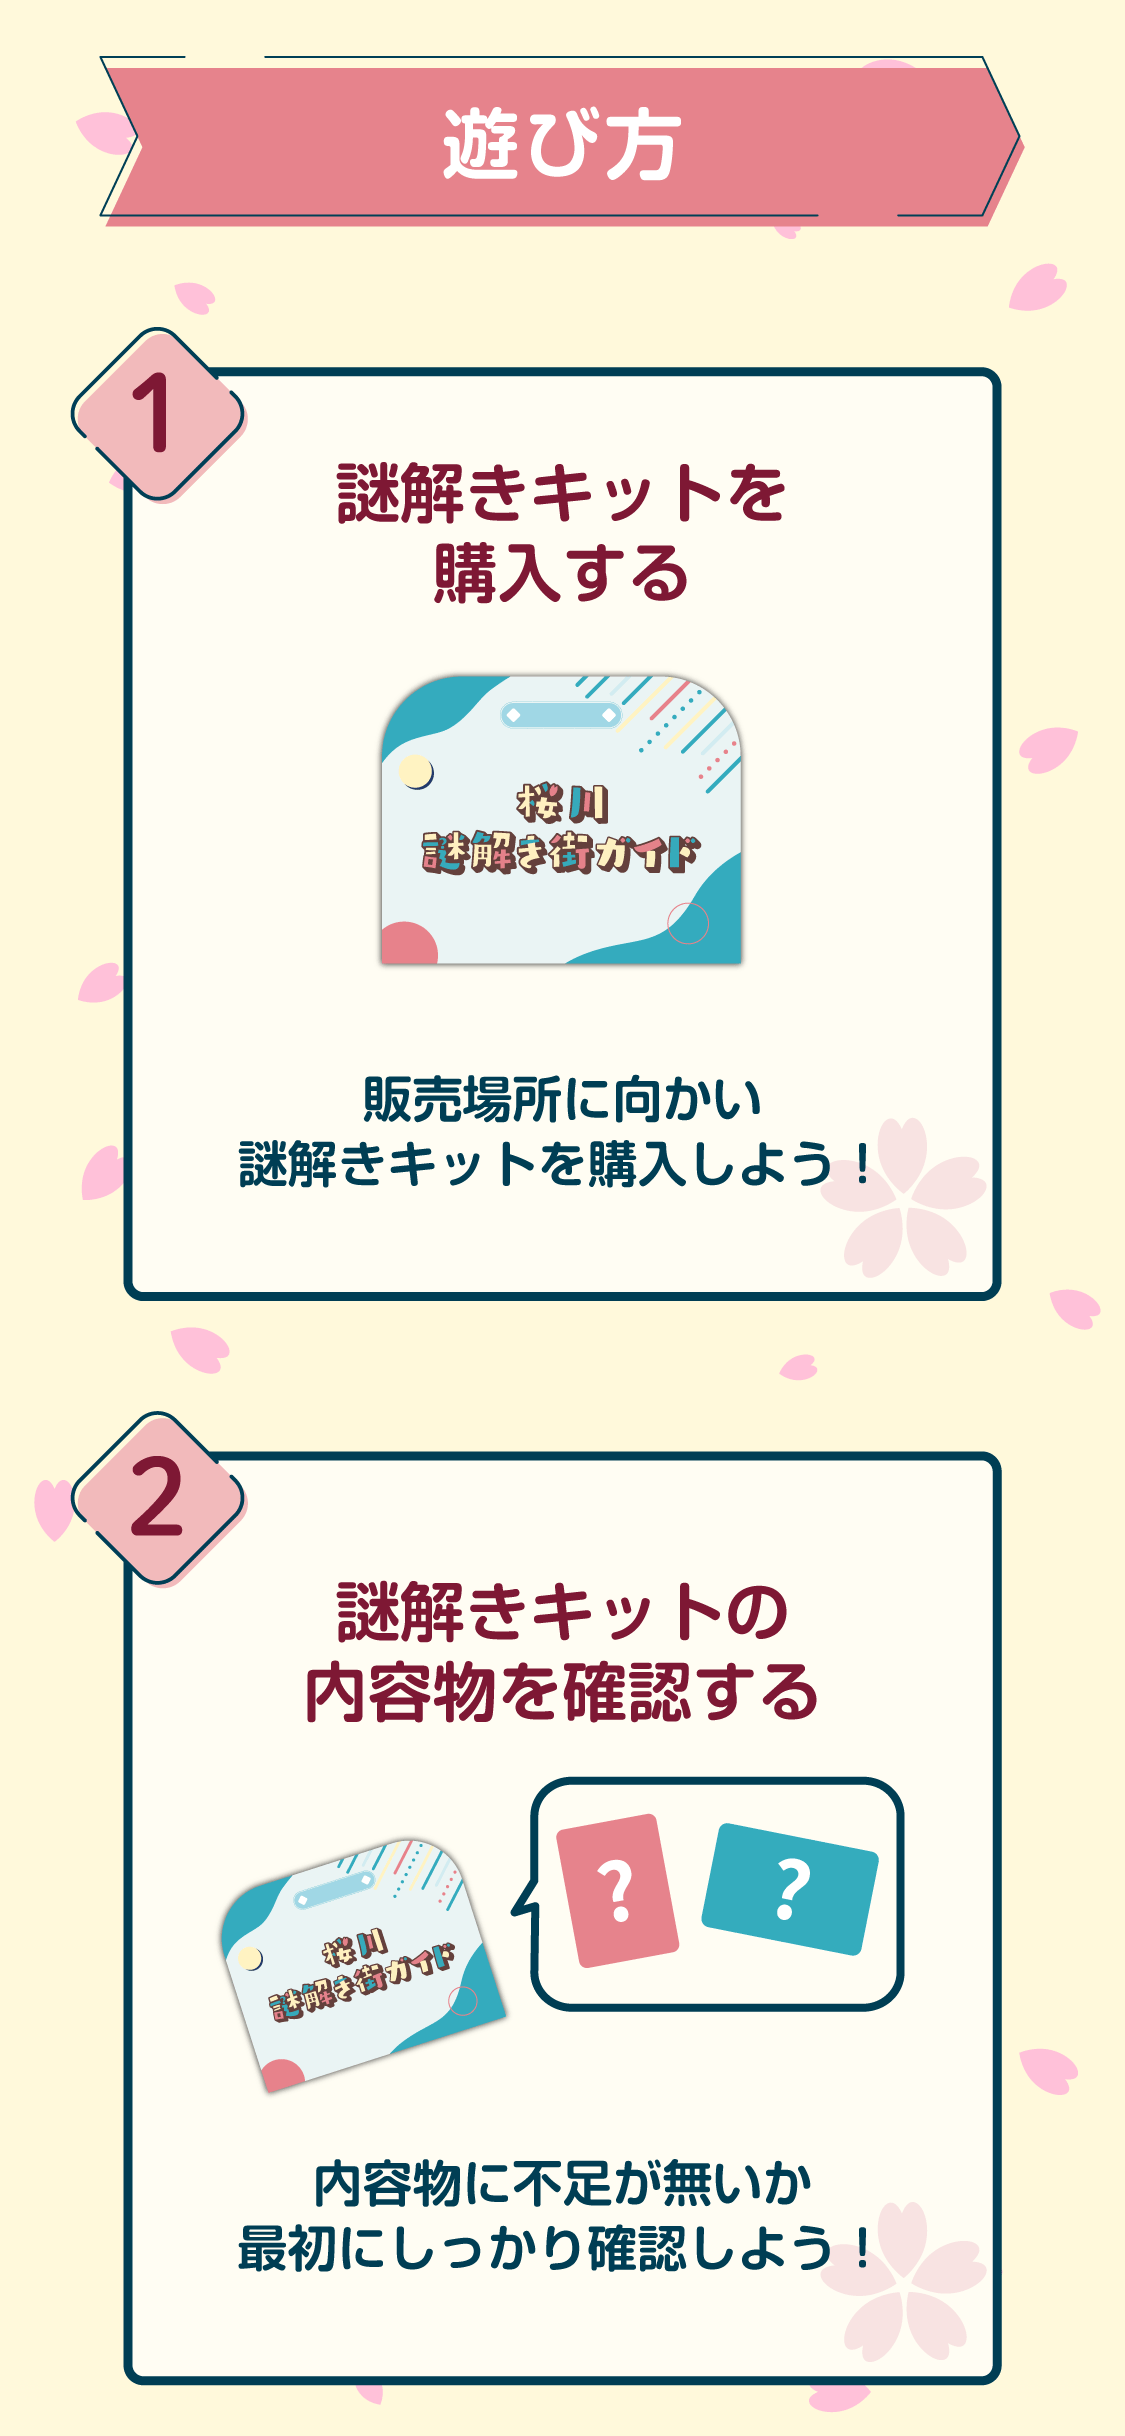 遊び方
1
謎解きキットを
購入する
桜川
謎解き街ガイド
販売場所に向かい
謎解きキットを購入しよう！
2
謎解きキットの
内容物を確認する
桜川
謎解き街ガイド
?
?
内容物に不足が無いか
最初にしっかり確認しよう！